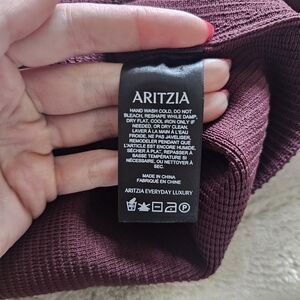 ARITZIA
HAND WASH COLD, DO NOT
BLEACH, RESHAPE WHILE DAMP,
DRY FLAT, COOL IRON ONLY IF
NEEDED, OR DRY CLEAN.
LAVER À LA MAIN À L'EAU
FROIDE, NE PAS JAVELISER,
REMODELER PENDANT QUE
L'ARTICLE EST ENCORE HUMIDE,
SÉCHER À PLAT, REPASSER À
BASSE TEMPÉRATURE SI
NÉCESSAIRE, OU NETTOYER À
SEC.
MADE IN CHINA
FABRIQUÉ EN CHINE
ARITZIA EVERYDAY LUXURY
P